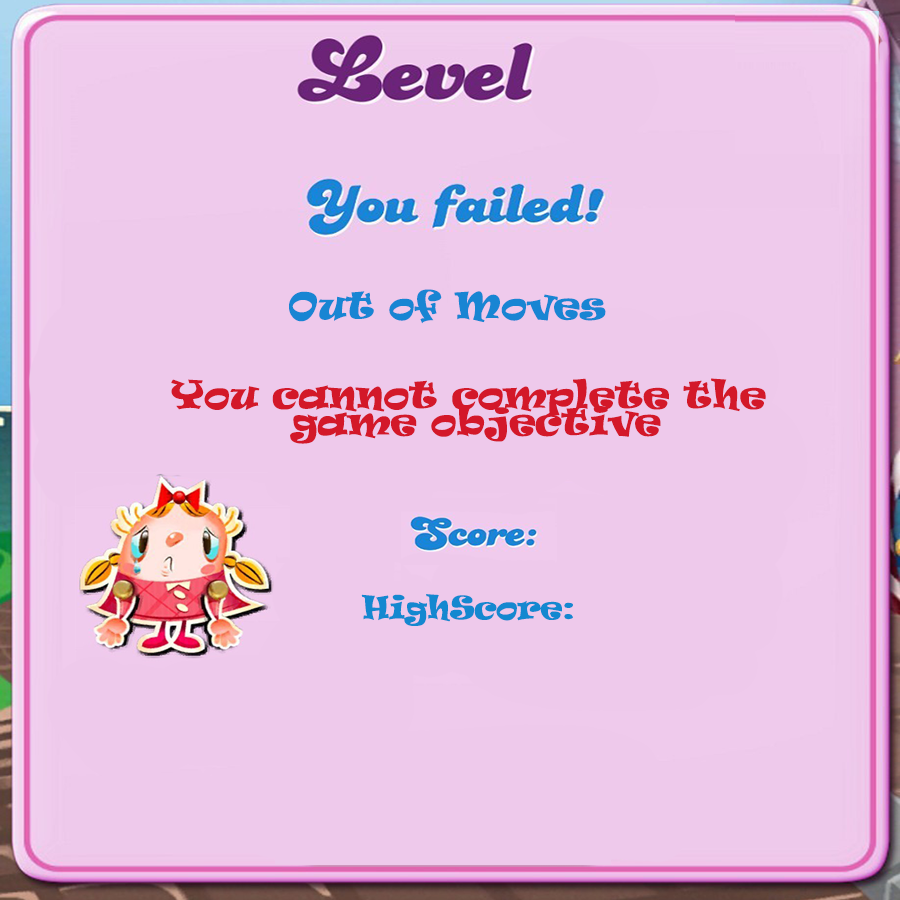 Level
You failed!
Out of Moves
You cannot complete the
game objective
Score:
HighScore: